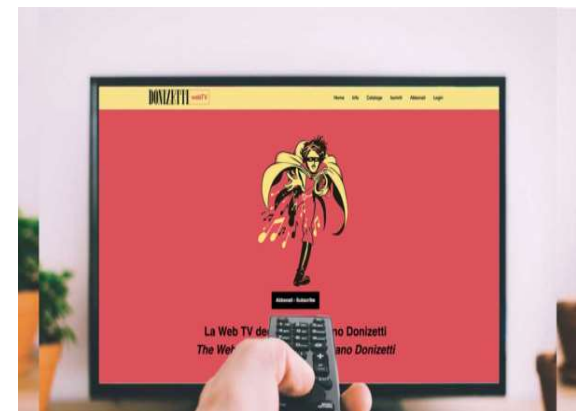 DONIZETTI webTV
Home Info Catalogo Iscriviti Abbonati Login
Abbonati - Subscribe
La Web TV de no Donizetti
The Web ano Donizetti